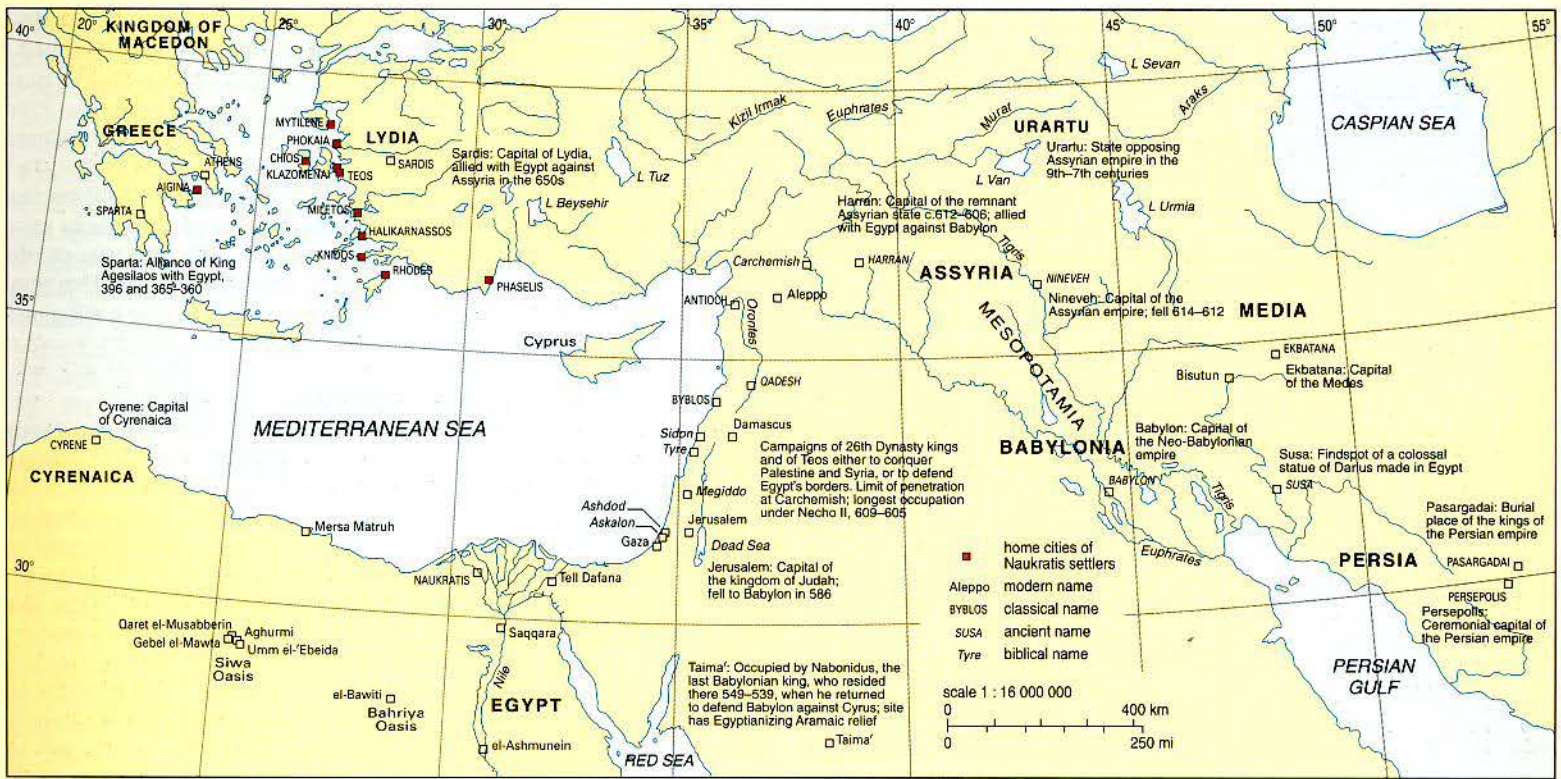 20°
25°
30°
35°
40°
45°
50°
55°
40°
35°
30°
KINGDOM OF
MACEDON
GREECE
ATHENS
AIGINA
SPARTA
Sparta: Alliance of King
Agesilaos with Egypt,
396 and 365–360
MYTILENE
PHOKAIA
CHIOS
KLAZOMENAI
TEOS
MILETOS
HALIKARNASSOS
KNIDOS
RHODES
PHASELIS
LYDIA
SARDIS
Sardis: Capital of Lydia,
allied with Egypt against
Assyria in the 650s
L Tuz
L Beysehir
Kizil Irmak
Euphrates
Murat
Araks
L Sevan
CASPIAN SEA
URARTU
Urartu: State opposing
Assyrian empire in the
9th–7th centuries
L Van
L Urmia
Harran: Capital of the remnant
Assyrian state c.612–606; allied
with Egypt against Babylon
Carchemish
HARRAN
ASSYRIA
Tigris
NINEVEH
Nineveh: Capital of the
Assyrian empire; fell 614–612
MEDIA
ANTIOCH
Aleppo
Orontes
MESOPOTAMIA
Cyprus
QADESH
BYBLOS
EKBATANA
Bisutun
Ekbatana: Capital
of the Medes
Cyrene: Capital
of Cyrenaica
CYRENE
CYRENAICA
MEDITERRANEAN SEA
Sidon
Tyre
Damascus
Campaigns of 26th Dynasty kings
and of Teos either to conquer
Palestine and Syria, or to defend
Egypt's borders. Limit of penetration
at Carchemish; longest occupation
under Necho II, 609–605
BABYLONIA
Babylon: Capital of
the Neo-Babylonian
empire
BABYLON
Tigris
Susa: Findspot of a colossal
statue of Darius made in Egypt
SUSA
Megiddo
Ashdod
Askalon
Gaza
Jerusalem
Dead Sea
Jerusalem: Capital of
the kingdom of Judah;
fell to Babylon in 586
Mersa Matruh
NAUKRATIS
Tell Dafana
Euphrates
Pasargadai: Burial
place of the kings of
the Persian empire
PERSIA
PASARGADAI
PERSEPOLIS
Persepolis:
Ceremonial capital of
the Persian empire
PERSIAN
GULF
Qaret el-Musabberin
Gebel el-Mawta
Aghurmi
Umm el-ʿEbeida
Siwa
Oasis
Saqqara
Nile
el-Bawiti
Bahriya
Oasis
EGYPT
el-Ashmunein
RED SEA
Taimaʾ: Occupied by Nabonidus, the
last Babylonian king, who resided
there 549–539, when he returned
to defend Babylon against Cyrus; site
has Egyptianizing Aramaic relief
Taimaʾ
home cities of
Naukratis settlers
Aleppo modern name
BYBLOS classical name
SUSA ancient name
Tyre biblical name
scale 1 : 16 000 000
0 400 km
0 250 mi